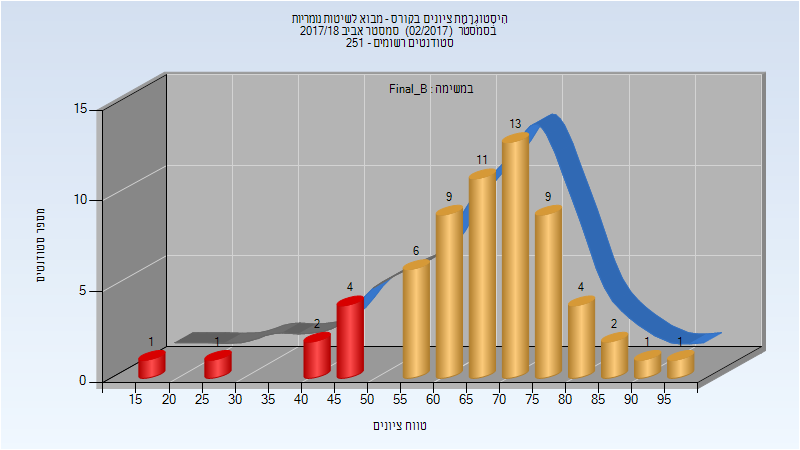 היסטוגרמת ציונים בקורס - מבוא לשיטות נומריות
בסמסטר (02/2017) סמסטר אביב 2017/18
סטודנטים רשומים - 251
במשימה : Final_B
מספר סטודנטים
15
10
5
0
1
1
2
4
6
9
11
13
9
4
2
1
1
15 20 25 30 35 40 45 50 55 60 65 70 75 80 85 90 95
טווח ציונים